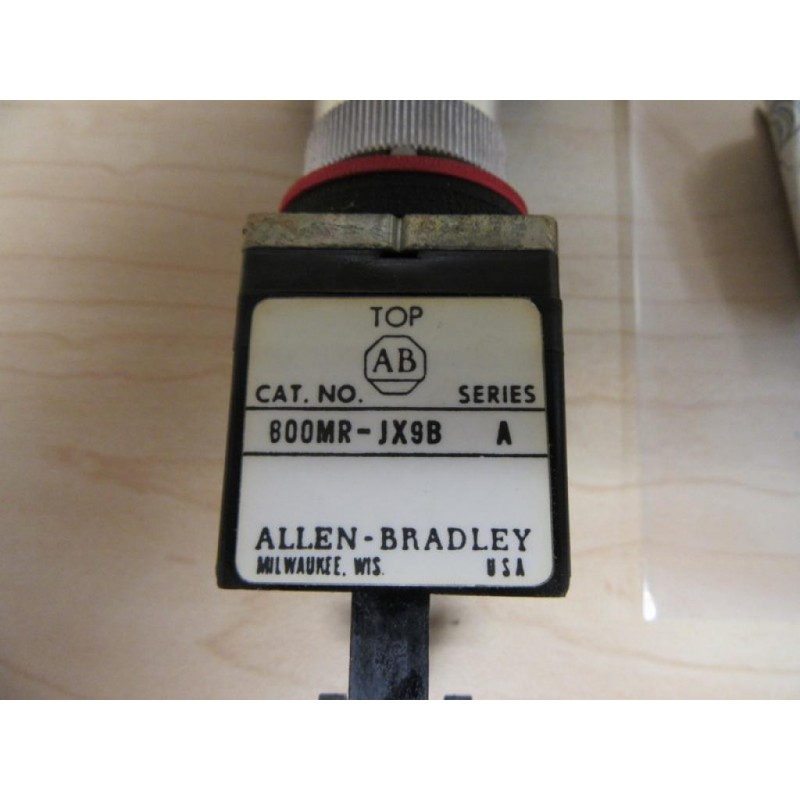 TOP
AB
CAT. NO. SERIES
800MR-JX9B A
ALLEN-BRADLEY
MILWAUKEE, WIS. USA